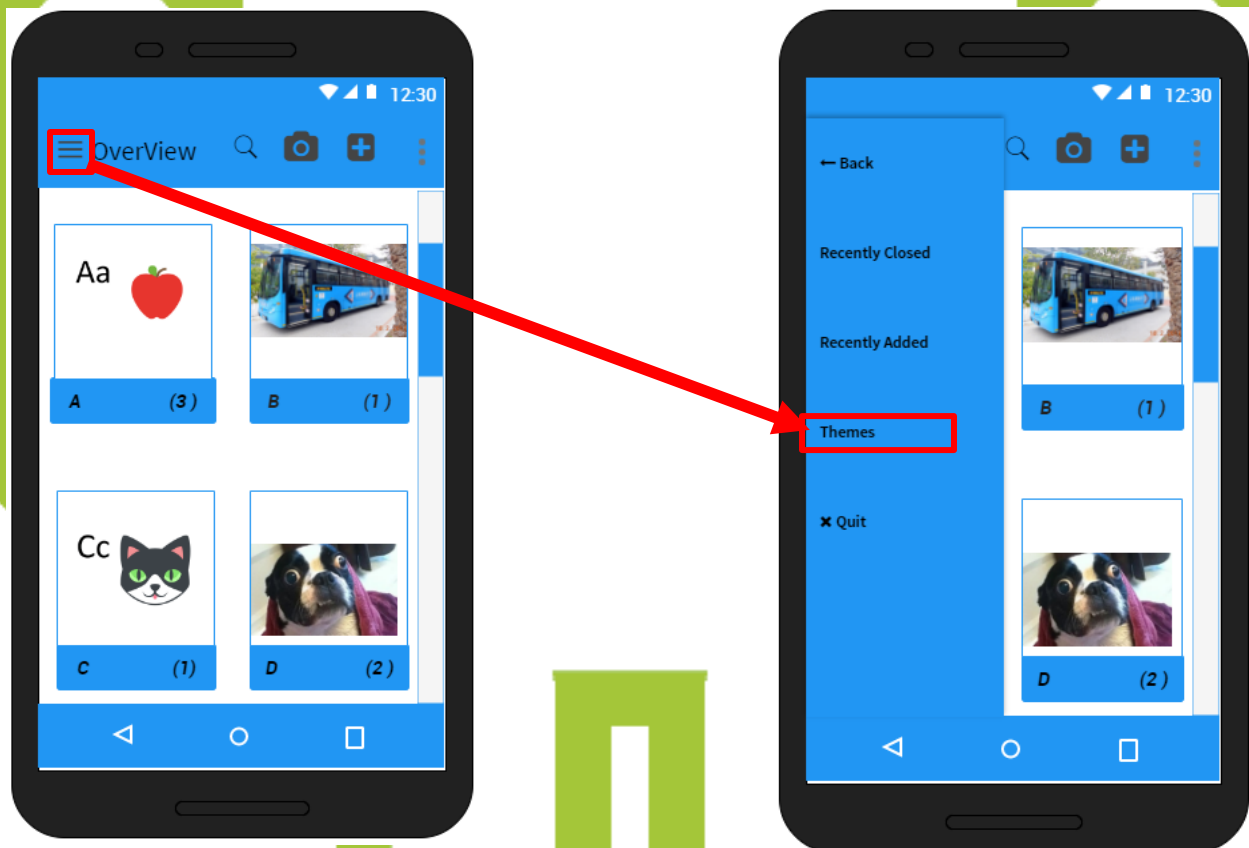 12:30
OverView
Aa
A (3)
B (1)
Cc
C (1)
D (2)
12:30
← Back
Recently Closed
Recently Added
Themes
✖ Quit
B (1)
D (2)